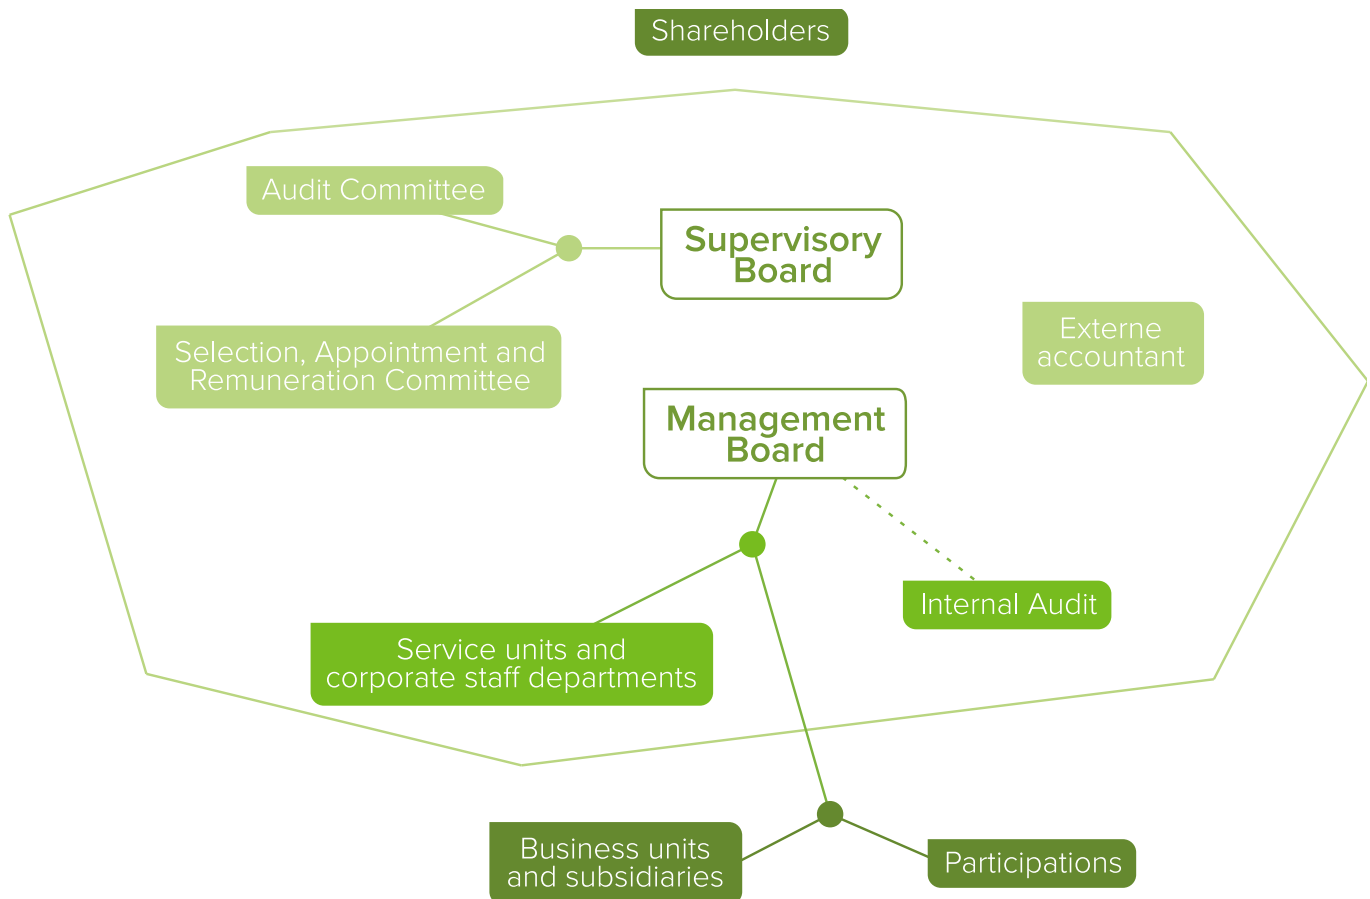 Shareholders
Audit Committee
Supervisory
Board
Externe
accountant
Selection, Appointment and
Remuneration Committee
Management
Board
Internal Audit
Service units and
corporate staff departments
Business units
and subsidiaries
Participations